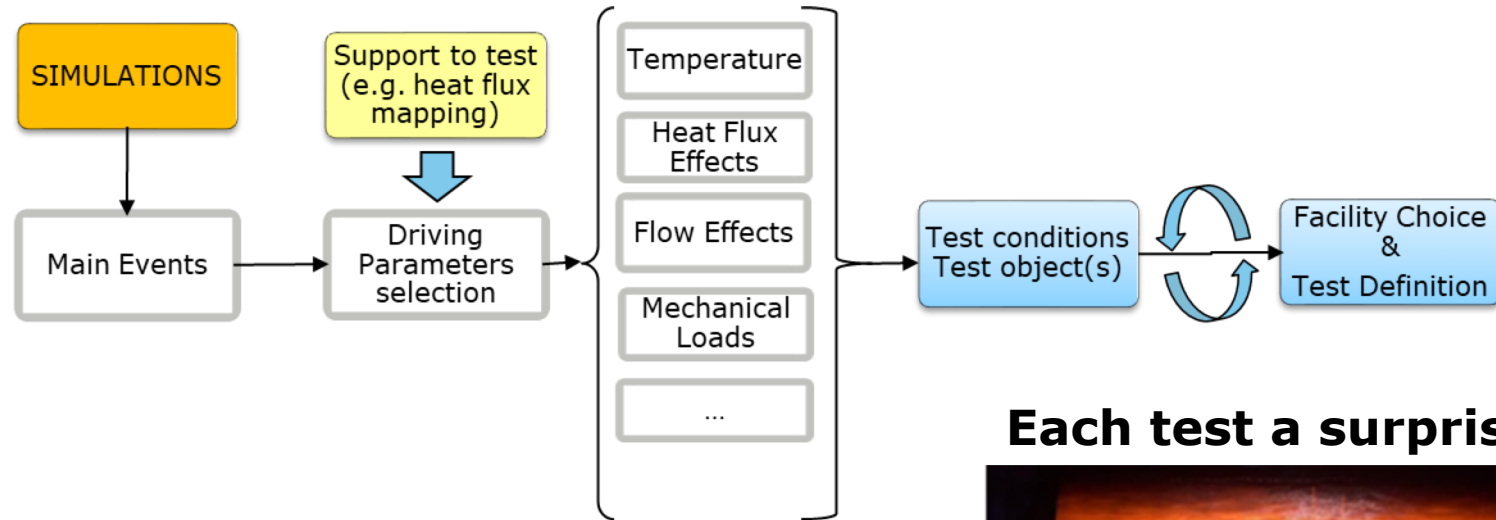 SIMULATIONS
Support to test
(e.g. heat flux
mapping)
Main Events
Driving
Parameters
selection
Temperature
Heat Flux
Effects
Flow Effects
Mechanical
Loads
...
Test conditions
Test object(s)
Facility Choice
&
Test Definition
Each test a surpris